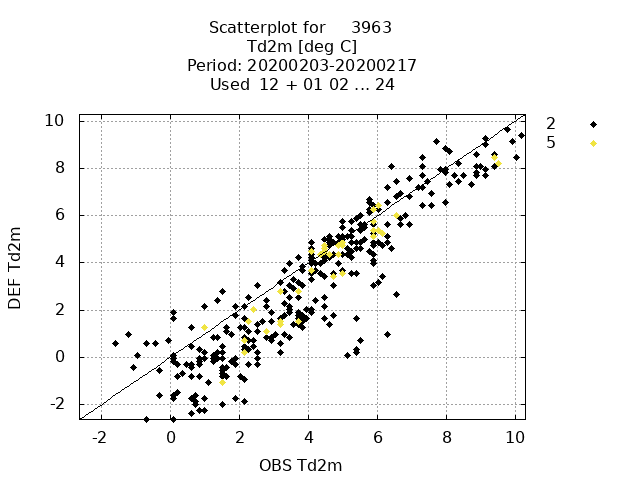 Scatterplot for 3963
Td2m [deg C]
Period: 20200203-20200217
Used 12 + 01 02 ... 24
10
8
6
4
2
0
-2
DEF Td2m
-2 0 2 4 6 8 10
OBS Td2m
2
5